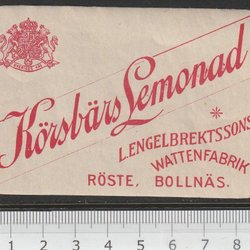 Körsbärs Lemonad
L. ENGELBREKTSSONS
WATTENFABRIK
RÖSTE, BOLLNÄS.
1 2 3 4 5 6 7 8